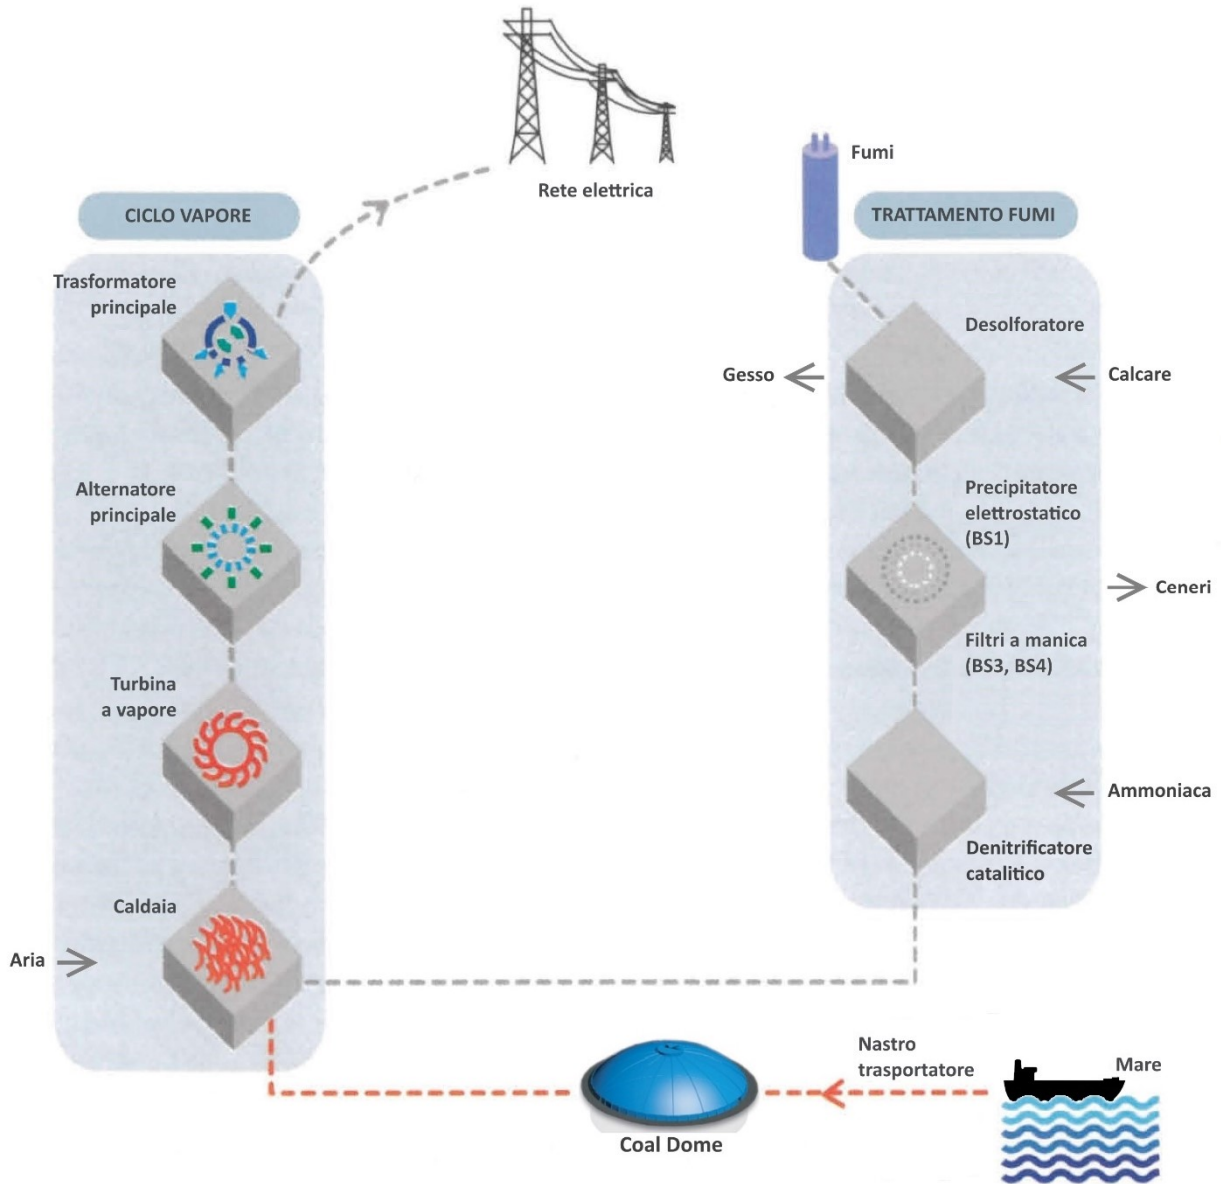 Rete elettrica
Fumi
CICLO VAPORE
TRATTAMENTO FUMI
Trasformatore
principale
Desolforatore
Gesso
Calcare
Alternatore
principale
Precipitatore
elettrostatico
(BS1)
Ceneri
Filtri a manica
(BS3, BS4)
Turbina
a vapore
Ammoniaca
Denitrificatore
catalitico
Caldaia
Aria
Nastro
trasportatore
Mare
Coal Dome